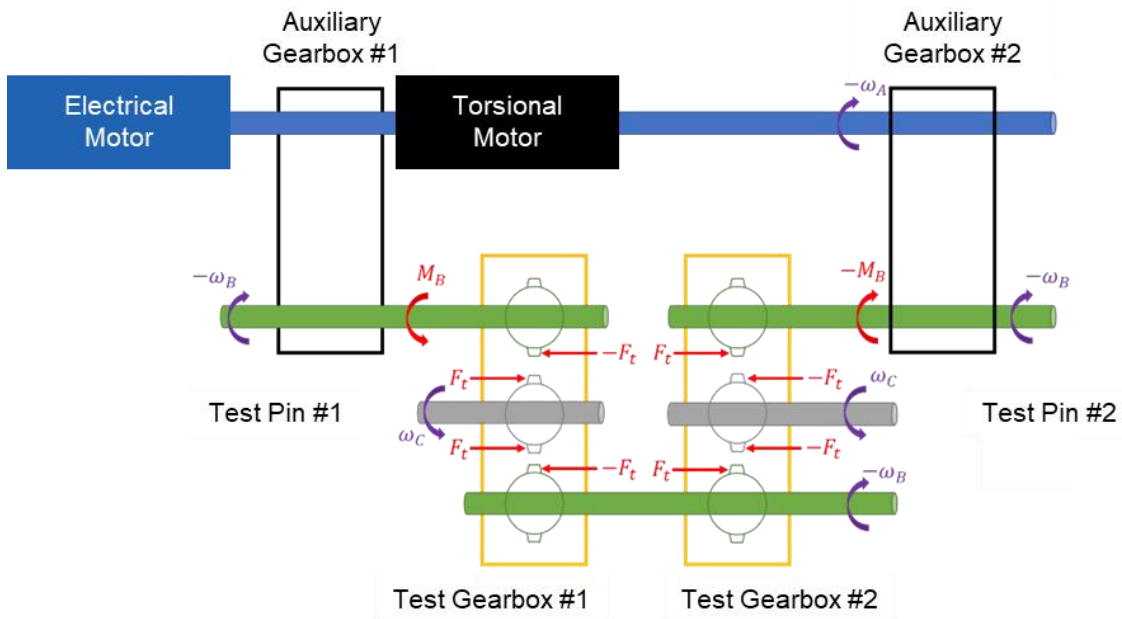 Auxiliary
Gearbox #1
Auxiliary
Gearbox #2
Electrical
Motor
Torsional
Motor
−ω_A
−ω_B
M_B
−M_B
−ω_B
−F_t
F_t
F_t
−F_t
ω_C
Test Pin #1
Test Pin #2
ω_C
F_t
−F_t
−F_t
F_t
−ω_B
Test Gearbox #1
Test Gearbox #2